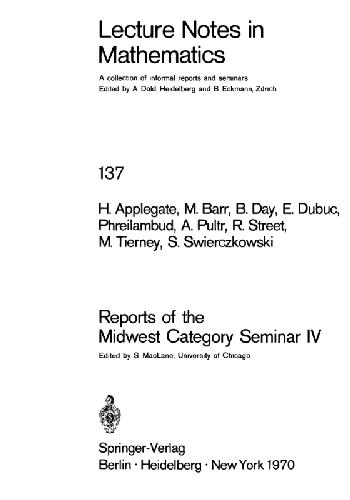 Lecture Notes in
Mathematics
A collection of informal reports and seminars
Edited by A. Dold, Heidelberg and B. Eckmann, Zürich
137
H. Applegate, M. Barr, B. Day, E. Dubuc,
Phreilambud, A. Pultr, R. Street,
M. Tierney, S. Swierczkowski
Reports of the
Midwest Category Seminar IV
Edited by S. MacLane, University of Chicago
Springer-Verlag
Berlin · Heidelberg · New York 1970